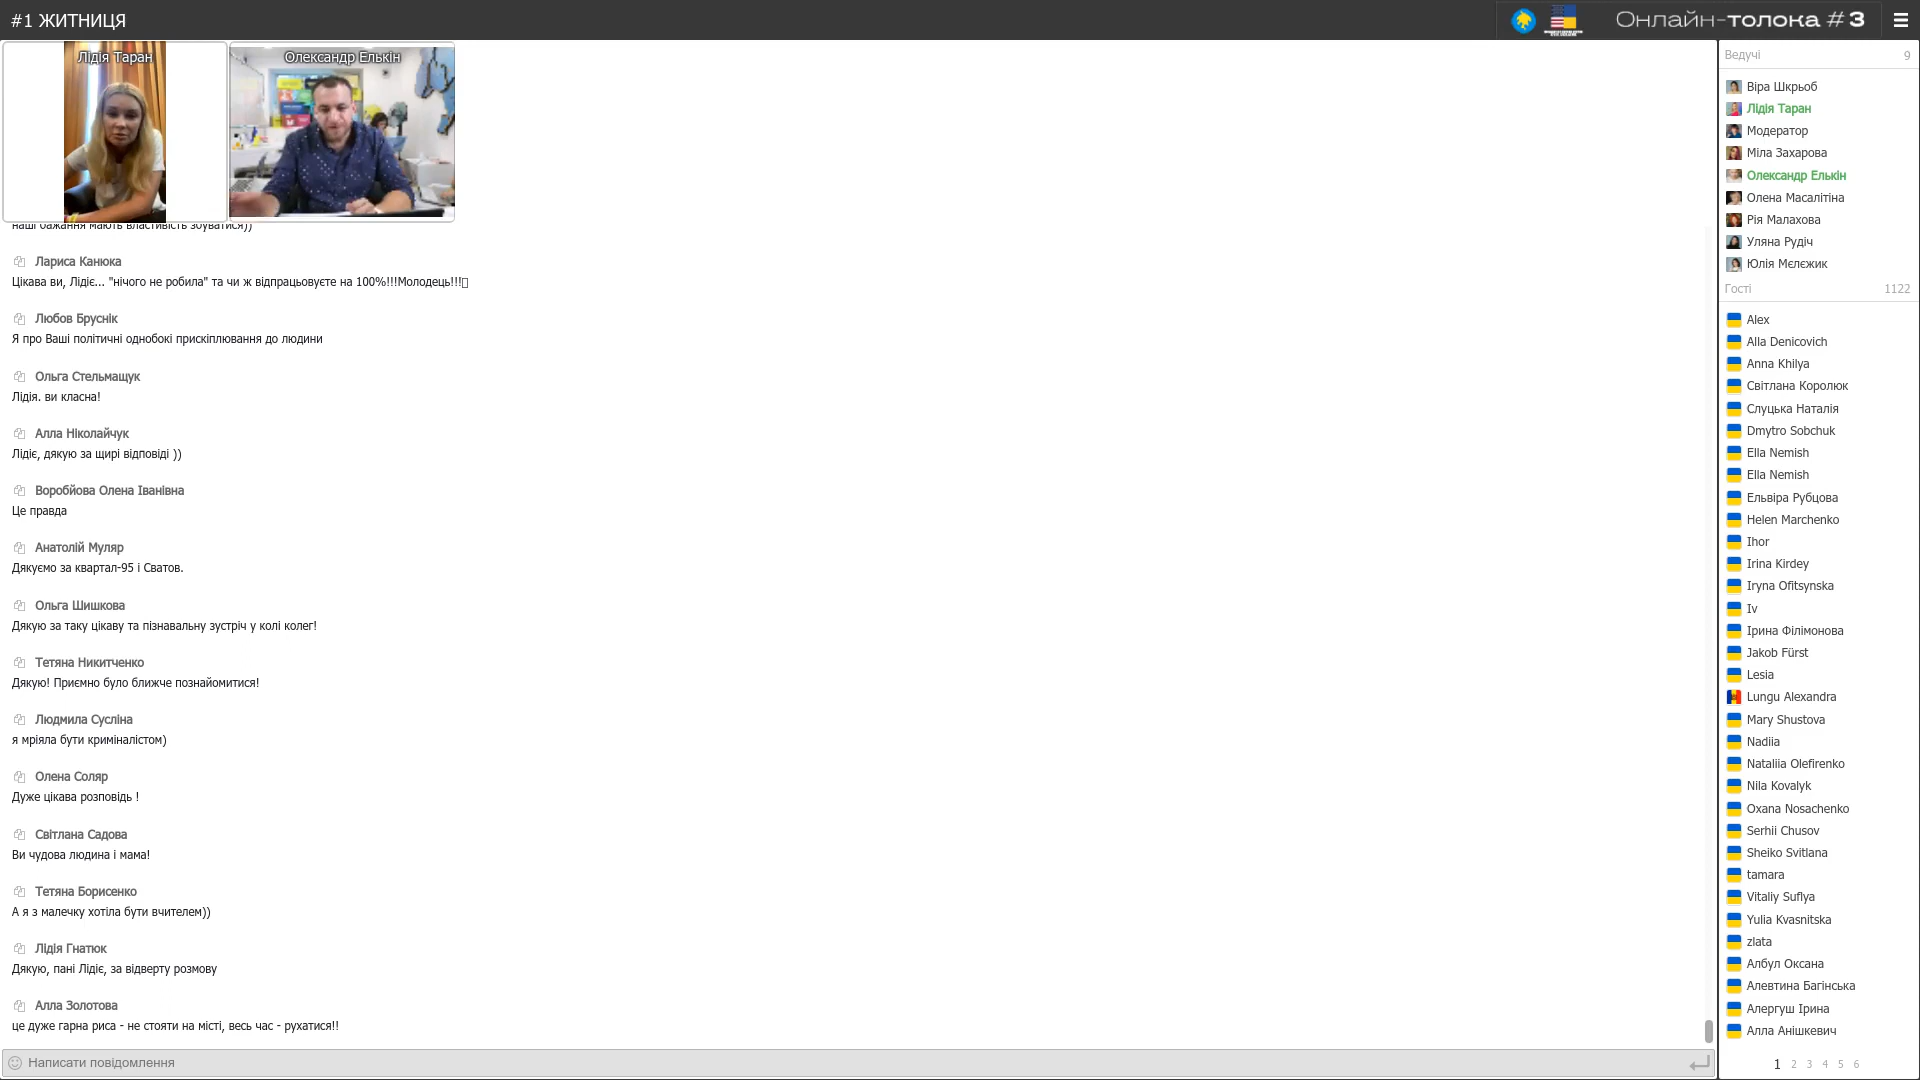 #1 ЖИТНИЦЯ
Онлайн-толока #3
Лідія Таран
Олександр Елькін
наші бажання мають властивість збуватися))
Лариса Канюка
Цікава ви, Лідіє... "нічого не робила" та чи ж відпрацьовуєте на 100%!!!Молодець!!!
Любов Бруснік
Я про Ваші політичні однобокі прискіплювання до людини
Ольга Стельмащук
Лідія. ви класна!
Алла Ніколайчук
Лідіє, дякую за щирі відповіді ))
Воробйова Олена Іванівна
Це правда
Анатолій Муляр
Дякуємо за квартал-95 і Сватов.
Ольга Шишкова
Дякую за таку цікаву та пізнавальну зустріч у колі колег!
Тетяна Никитченко
Дякую! Приємно було ближче познайомитися!
Людмила Сусліна
я мріяла бути криміналістом)
Олена Соляр
Дуже цікава розповідь !
Світлана Садова
Ви чудова людина і мама!
Тетяна Борисенко
А я з малечку хотіла бути вчителем))
Лідія Гнатюк
Дякую, пані Лідіє, за відверту розмову
Алла Золотова
це дуже гарна риса - не стояти на місті, весь час - рухатися!!
Написати повідомлення
Ведучі 9
Віра Шкрьоб
Лідія Таран
Модератор
Міла Захарова
Олександр Елькін
Олена Масалітіна
Рія Малахова
Уляна Рудіч
Юлія Мєлєжик
Гості 1122
Alex
Alla Denicovich
Anna Khilya
Світлана Королюк
Слуцька Наталія
Dmytro Sobchuk
Ella Nemish
Ella Nemish
Ельвіра Рубцова
Helen Marchenko
Ihor
Irina Kirdey
Iryna Ofitsynska
Iv
Ірина Філімонова
Jakob Fürst
Lesia
Lungu Alexandra
Mary Shustova
Nadiia
Nataliia Olefirenko
Nila Kovalyk
Oxana Nosachenko
Serhii Chusov
Sheiko Svitlana
tamara
Vitaliy Suflya
Yulia Kvasnitska
zlata
Албул Оксана
Алевтина Багінська
Алергуш Ірина
Алла Анішкевич
1 2 3 4 5 6